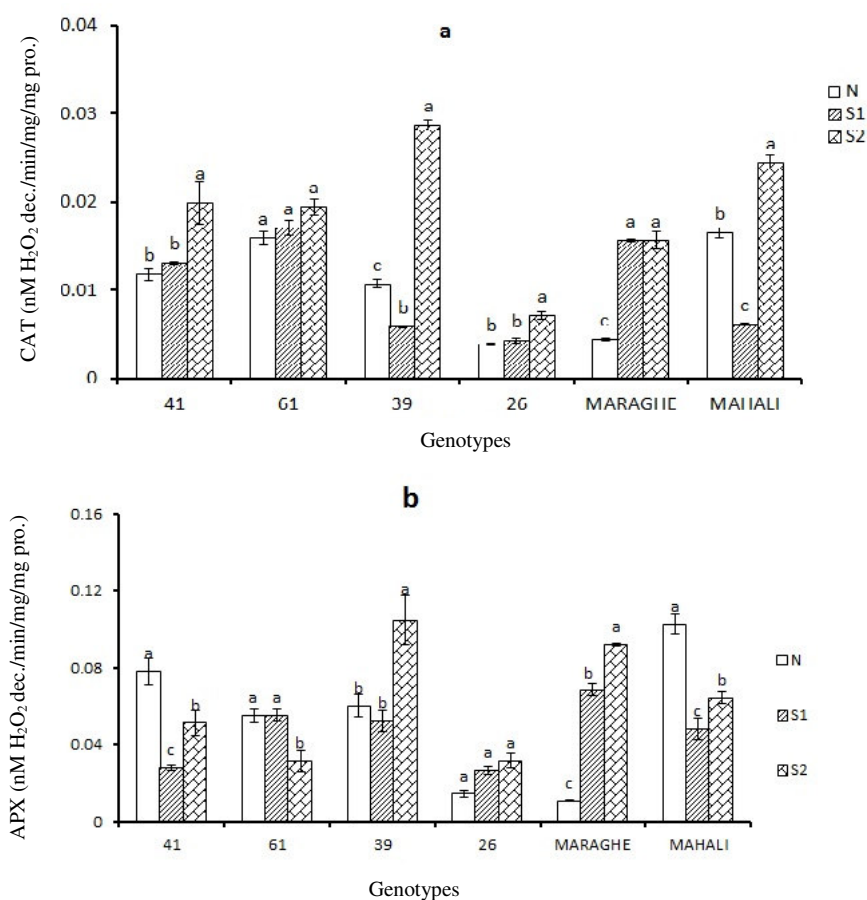 a
CAT (nM H₂O₂ dec./min/mg/mg pro.)
0.04
0.03
0.02
0.01
0
b b a
a a a
c b a
b b a
c a a
b c a
41 61 39 26 MARAGHE MAHALI
Genotypes
N
S1
S2
b
APX (nM H₂O₂ dec./min/mg/mg pro.)
0.16
0.12
0.08
0.04
0
a c b
a a b
b b a
a a a
c b a
a c b
41 61 39 26 MARAGHE MAHALI
Genotypes
N
S1
S2